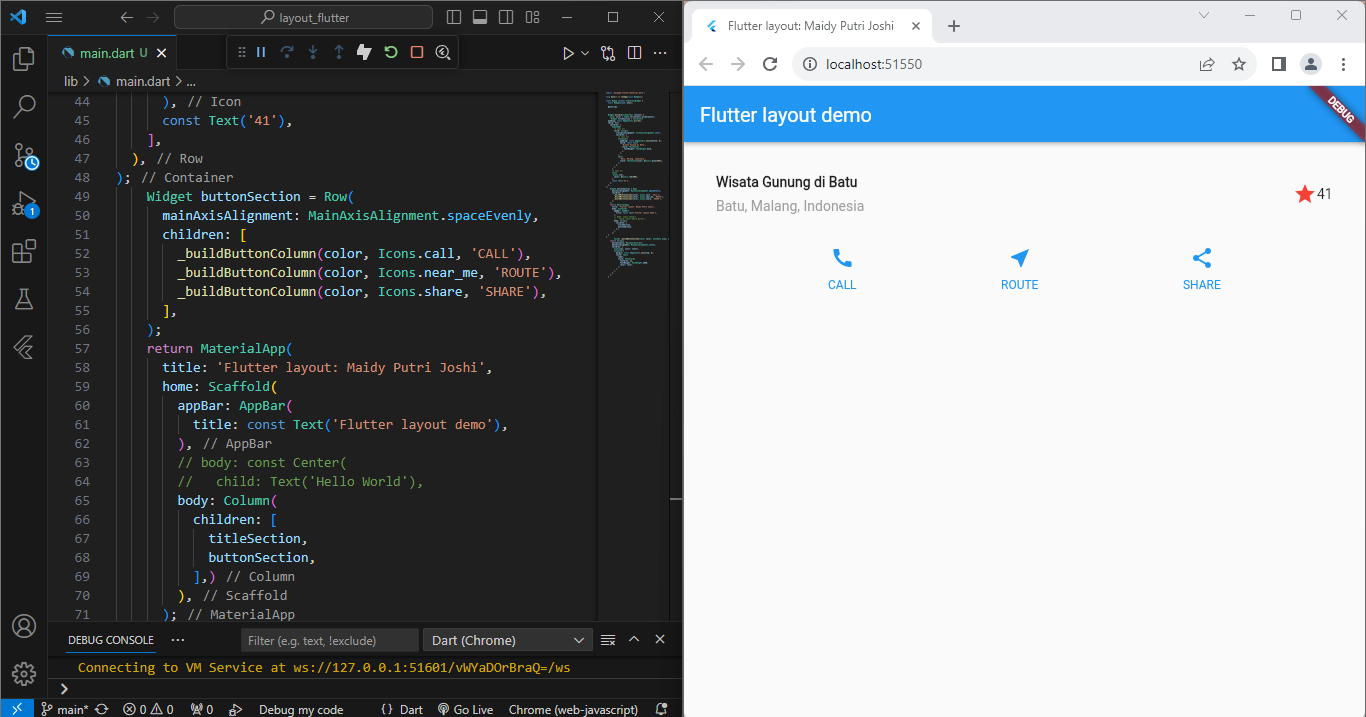 layout_flutter
main.dart U
lib > main.dart > ...
44 ), // Icon
45 const Text('41'),
46 ],
47 ), // Row
48 ); // Container
49 Widget buttonSection = Row(
50 mainAxisAlignment: MainAxisAlignment.spaceEvenly,
51 children: [
52 _buildButtonColumn(color, Icons.call, 'CALL'),
53 _buildButtonColumn(color, Icons.near_me, 'ROUTE'),
54 _buildButtonColumn(color, Icons.share, 'SHARE'),
55 ],
56 );
57 return MaterialApp(
58 title: 'Flutter layout: Maidy Putri Joshi',
59 home: Scaffold(
60 appBar: AppBar(
61 title: const Text('Flutter layout demo'),
62 ), // AppBar
63 // body: const Center(
64 //   child: Text('Hello World'),
65 body: Column(
66 children: [
67 titleSection,
68 buttonSection,
69 ],) // Column
70 ), // Scaffold
71 ); // MaterialApp
1
DEBUG CONSOLE
Filter (e.g. text, !exclude)
Dart (Chrome)
Connecting to VM Service at ws://127.0.0.1:51601/vWYaDOrBraQ=/ws
main* 0 0 0 Debug my code {} Dart Go Live Chrome (web-javascript)
Flutter layout: Maidy Putri Joshi
localhost:51550
Flutter layout demo
DEBUG
Wisata Gunung di Batu
41
Batu, Malang, Indonesia
CALL ROUTE SHARE